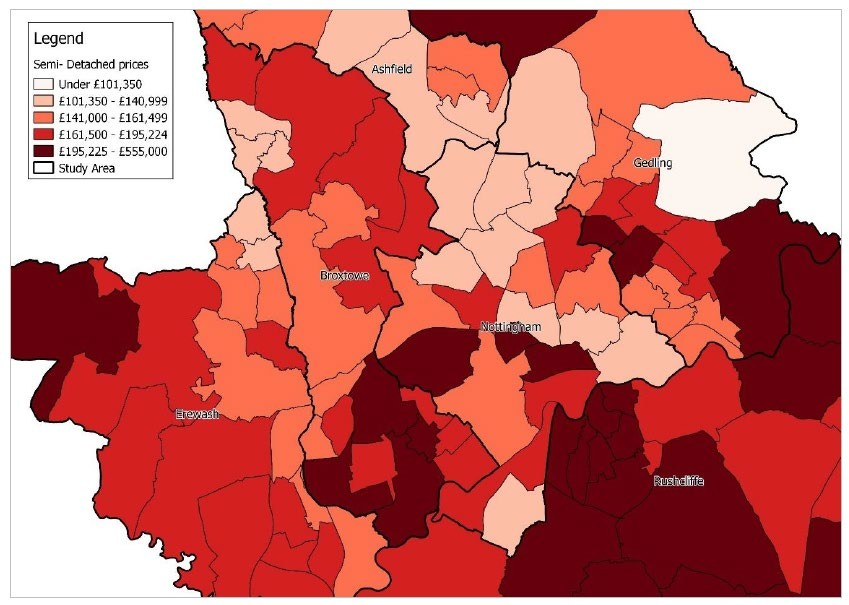 Legend
Semi- Detached prices
Under £101,350
£101,350 - £140,999
£141,000 - £161,499
£161,500 - £195,224
£195,225 - £555,000
Study Area
Ashfield
Gedling
Broxtowe
Nottingham
Erewash
Rushcliffe